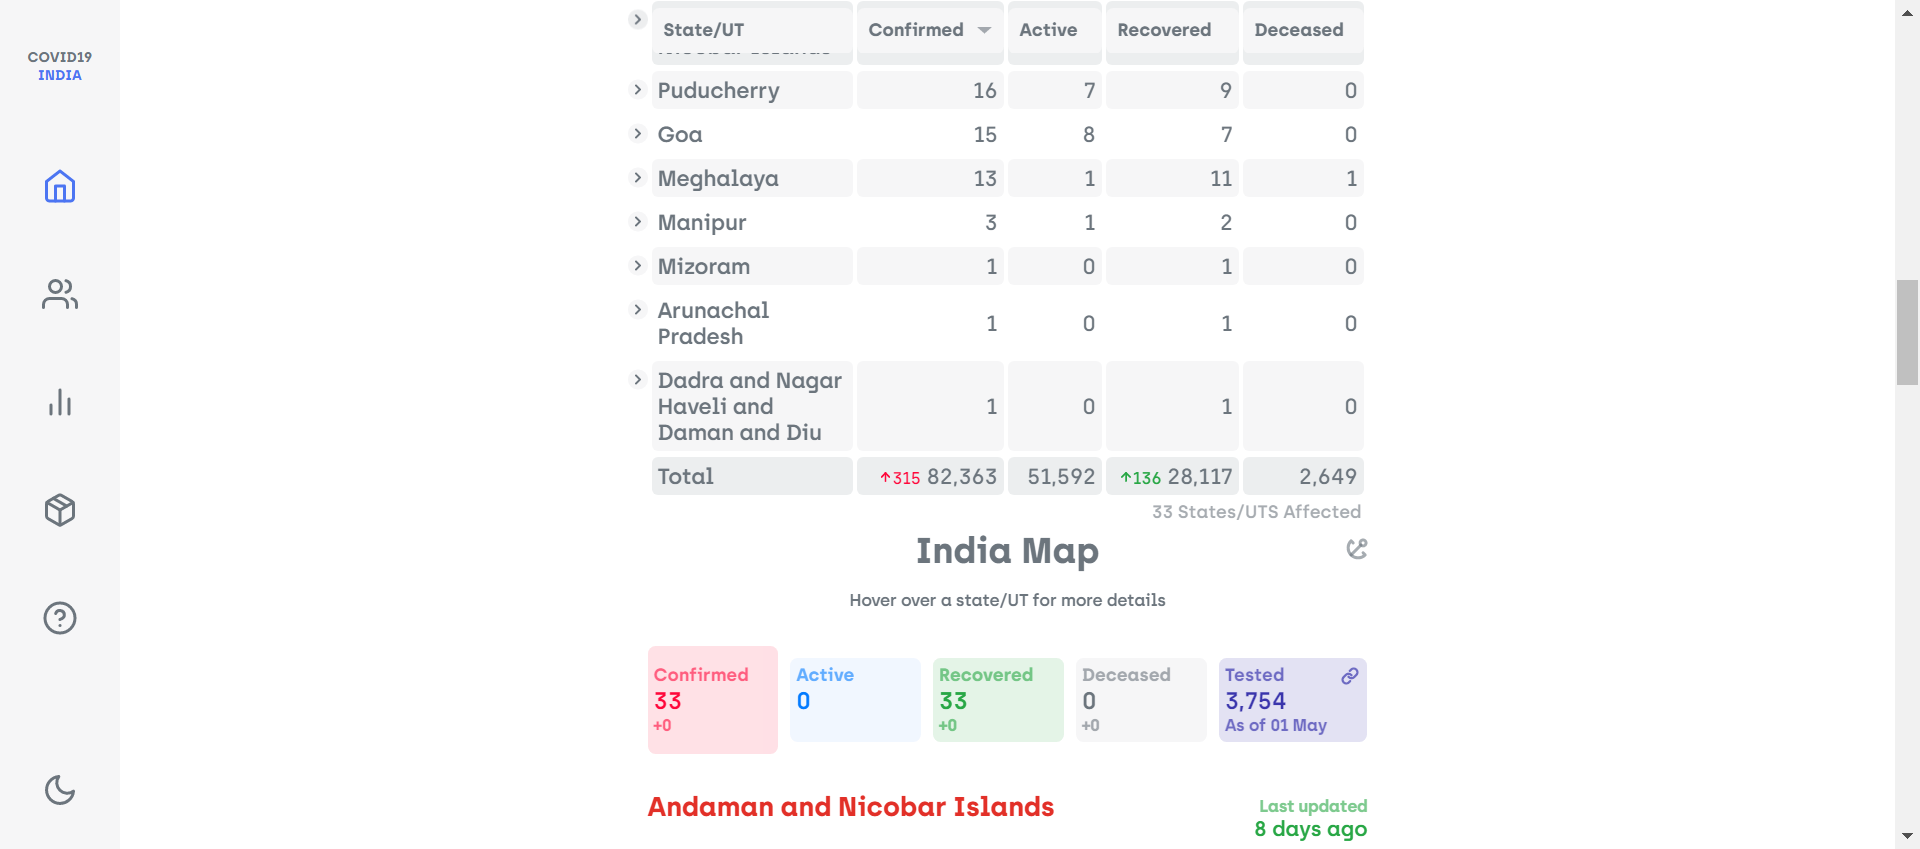 COVID19
INDIA
State/UT Confirmed Active Recovered Deceased
Puducherry 16 7 9 0
Goa 15 8 7 0
Meghalaya 13 1 11 1
Manipur 3 1 2 0
Mizoram 1 0 1 0
Arunachal
Pradesh 1 0 1 0
Dadra and Nagar
Haveli and 1 0 1 0
Daman and Diu
Total ↑315 82,363 51,592 ↑136 28,117 2,649
33 States/UTS Affected
India Map
Hover over a state/UT for more details
Confirmed Active Recovered Deceased Tested
33 0 33 0 3,754
+0 +0 +0 As of 01 May
Andaman and Nicobar Islands
Last updated
8 days ago